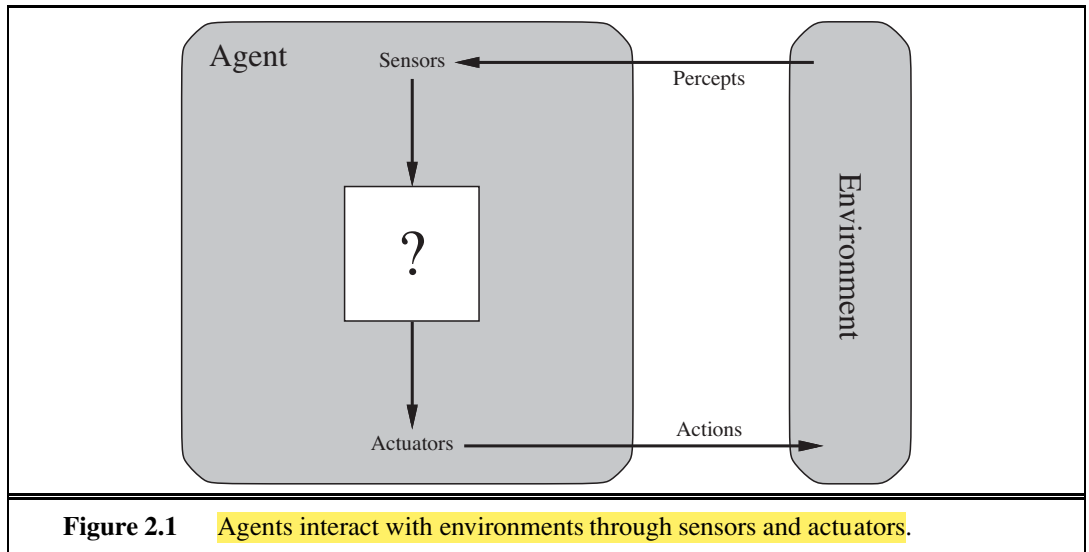 Agent
Sensors
Percepts
?
Environment
Actuators
Actions
Figure 2.1 Agents interact with environments through sensors and actuators.